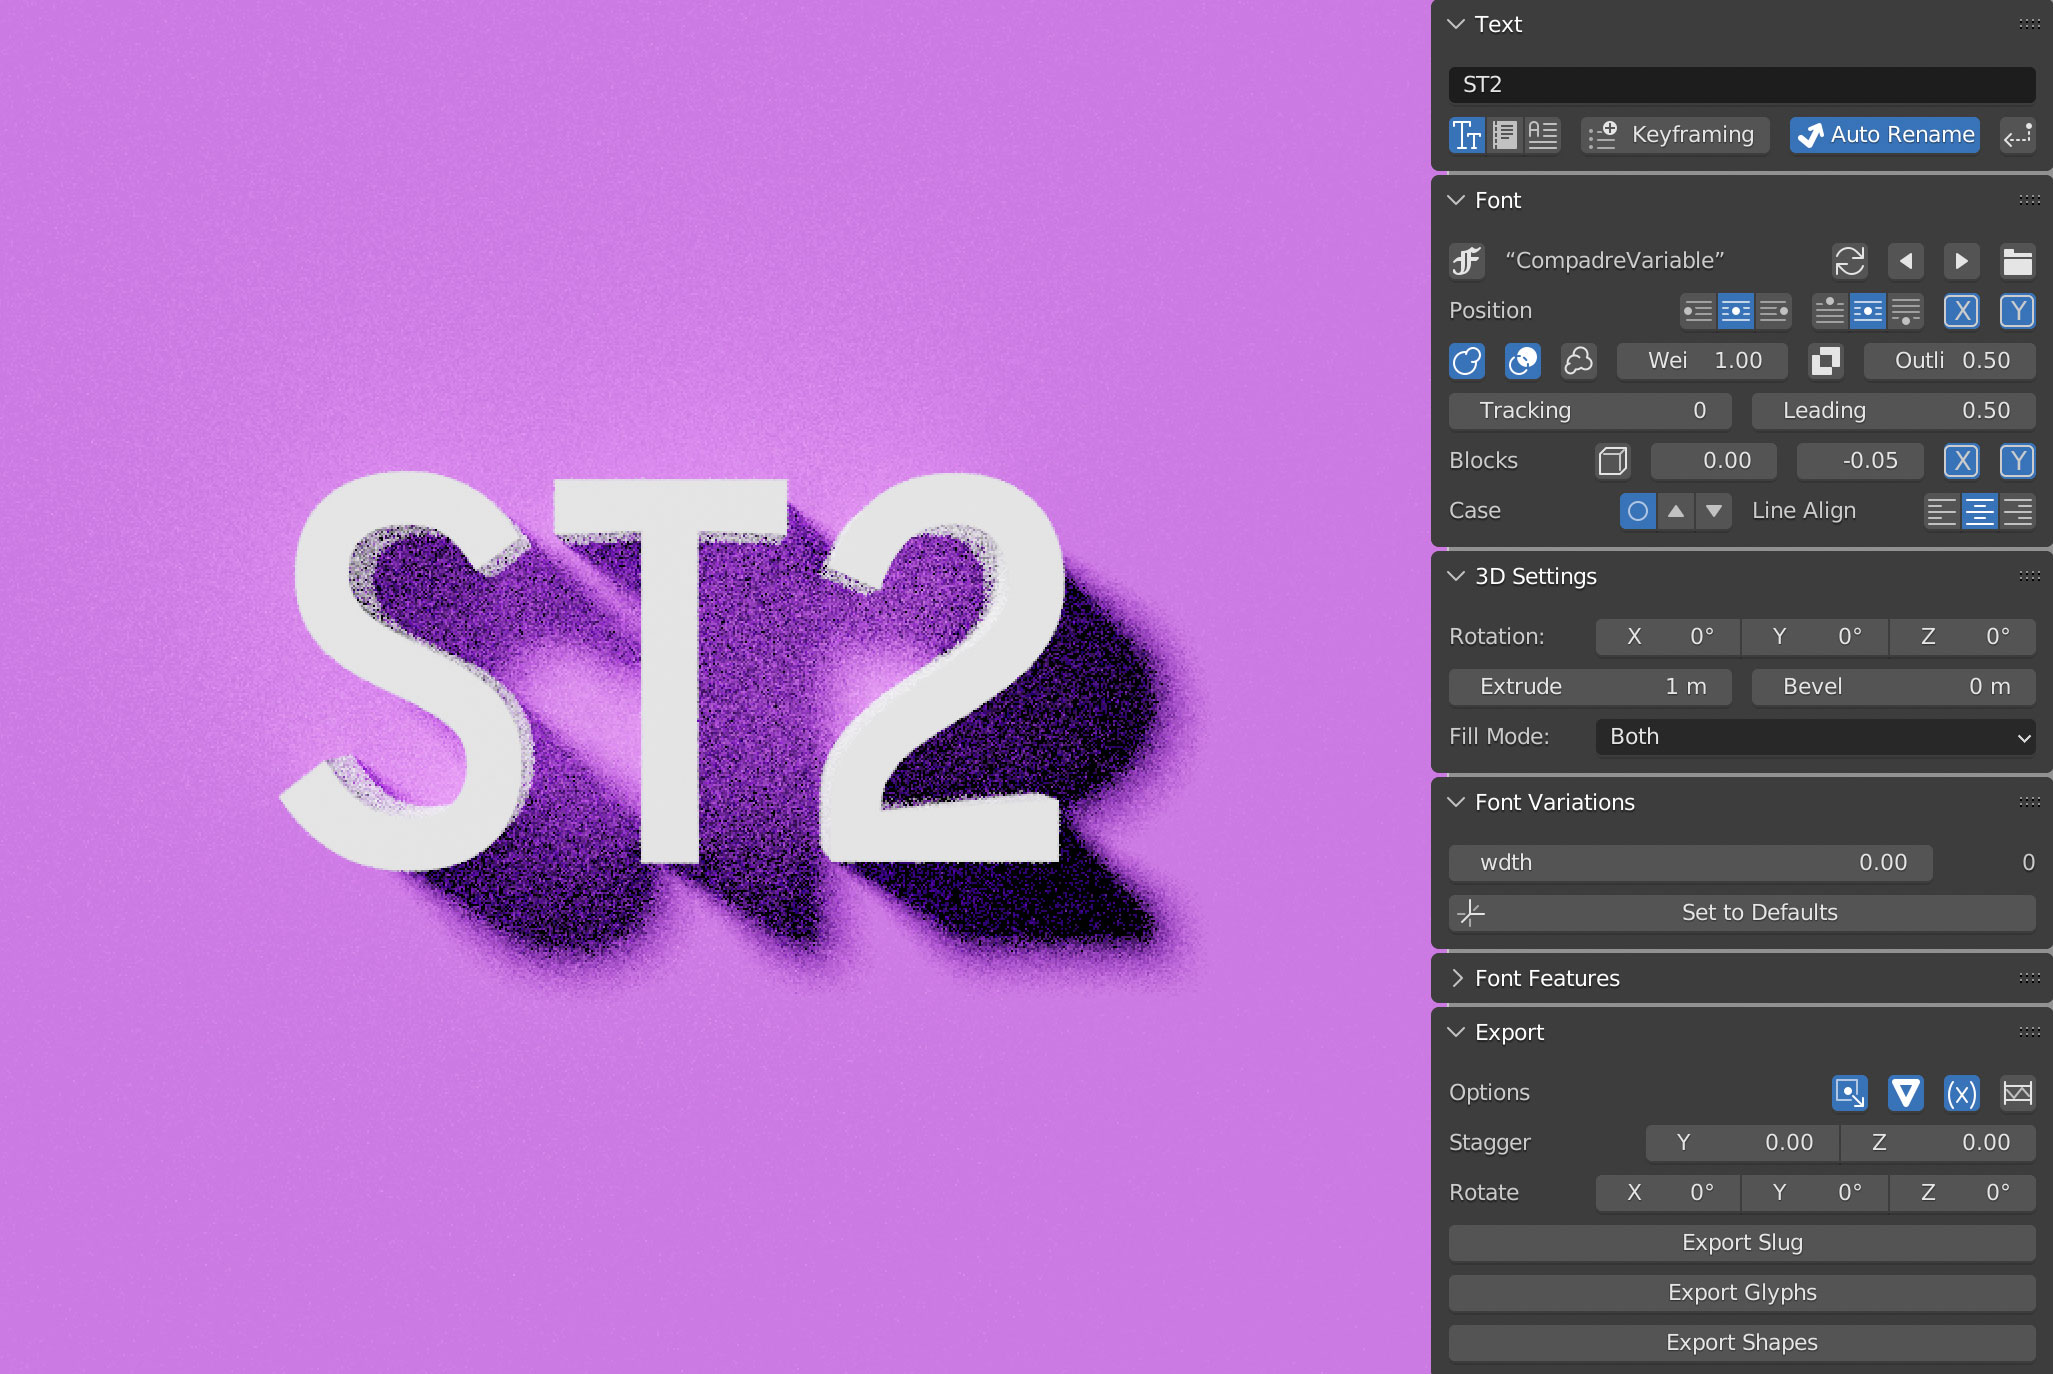 ST2
Text
ST2
Keyframing Auto Rename
Font
“CompadreVariable”
Position X Y
Wei 1.00 Outli 0.50
Tracking 0 Leading 0.50
Blocks 0.00 -0.05 X Y
Case Line Align
3D Settings
Rotation: X 0° Y 0° Z 0°
Extrude 1 m Bevel 0 m
Fill Mode: Both
Font Variations
wdth 0.00 0
Set to Defaults
Font Features
Export
Options (x)
Stagger Y 0.00 Z 0.00
Rotate X 0° Y 0° Z 0°
Export Slug
Export Glyphs
Export Shapes